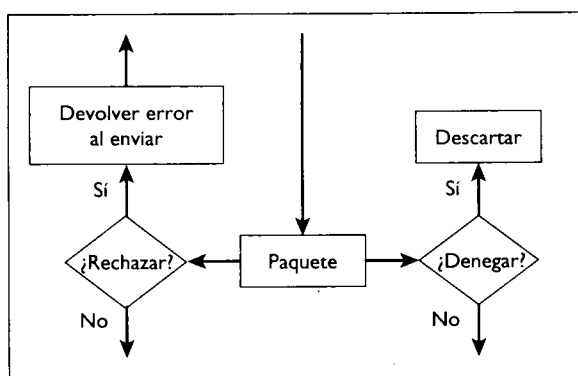 Devolver error
al enviar
Descartar
Sí
Sí
¿Rechazar?
Paquete
¿Denegar?
No
No